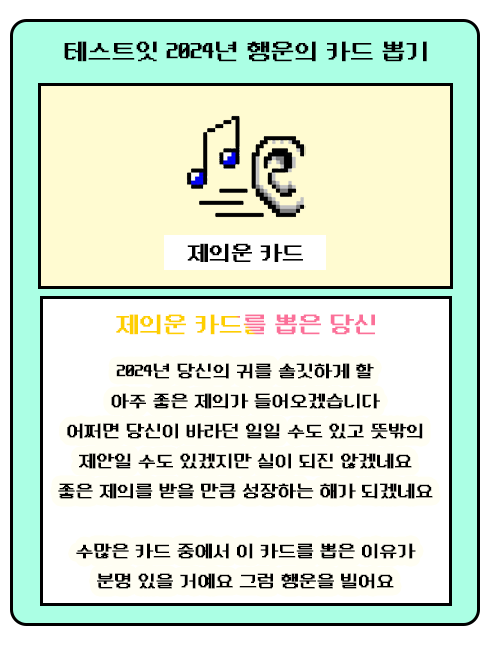 테스트잇 2024년 행운의 카드 뽑기
제의운 카드
제의운 카드를 뽑은 당신
2024년 당신의 귀를 솔깃하게 할
아주 좋은 제의가 들어오겠습니다
어쩌면 당신이 바라던 일일 수도 있고 뜻밖의
제안일 수도 있겠지만 실이 되진 않겠네요
좋은 제의를 받을 만큼 성장하는 해가 되겠네요
수많은 카드 중에서 이 카드를 뽑은 이유가
분명 있을 거예요 그럼 행운을 빌어요